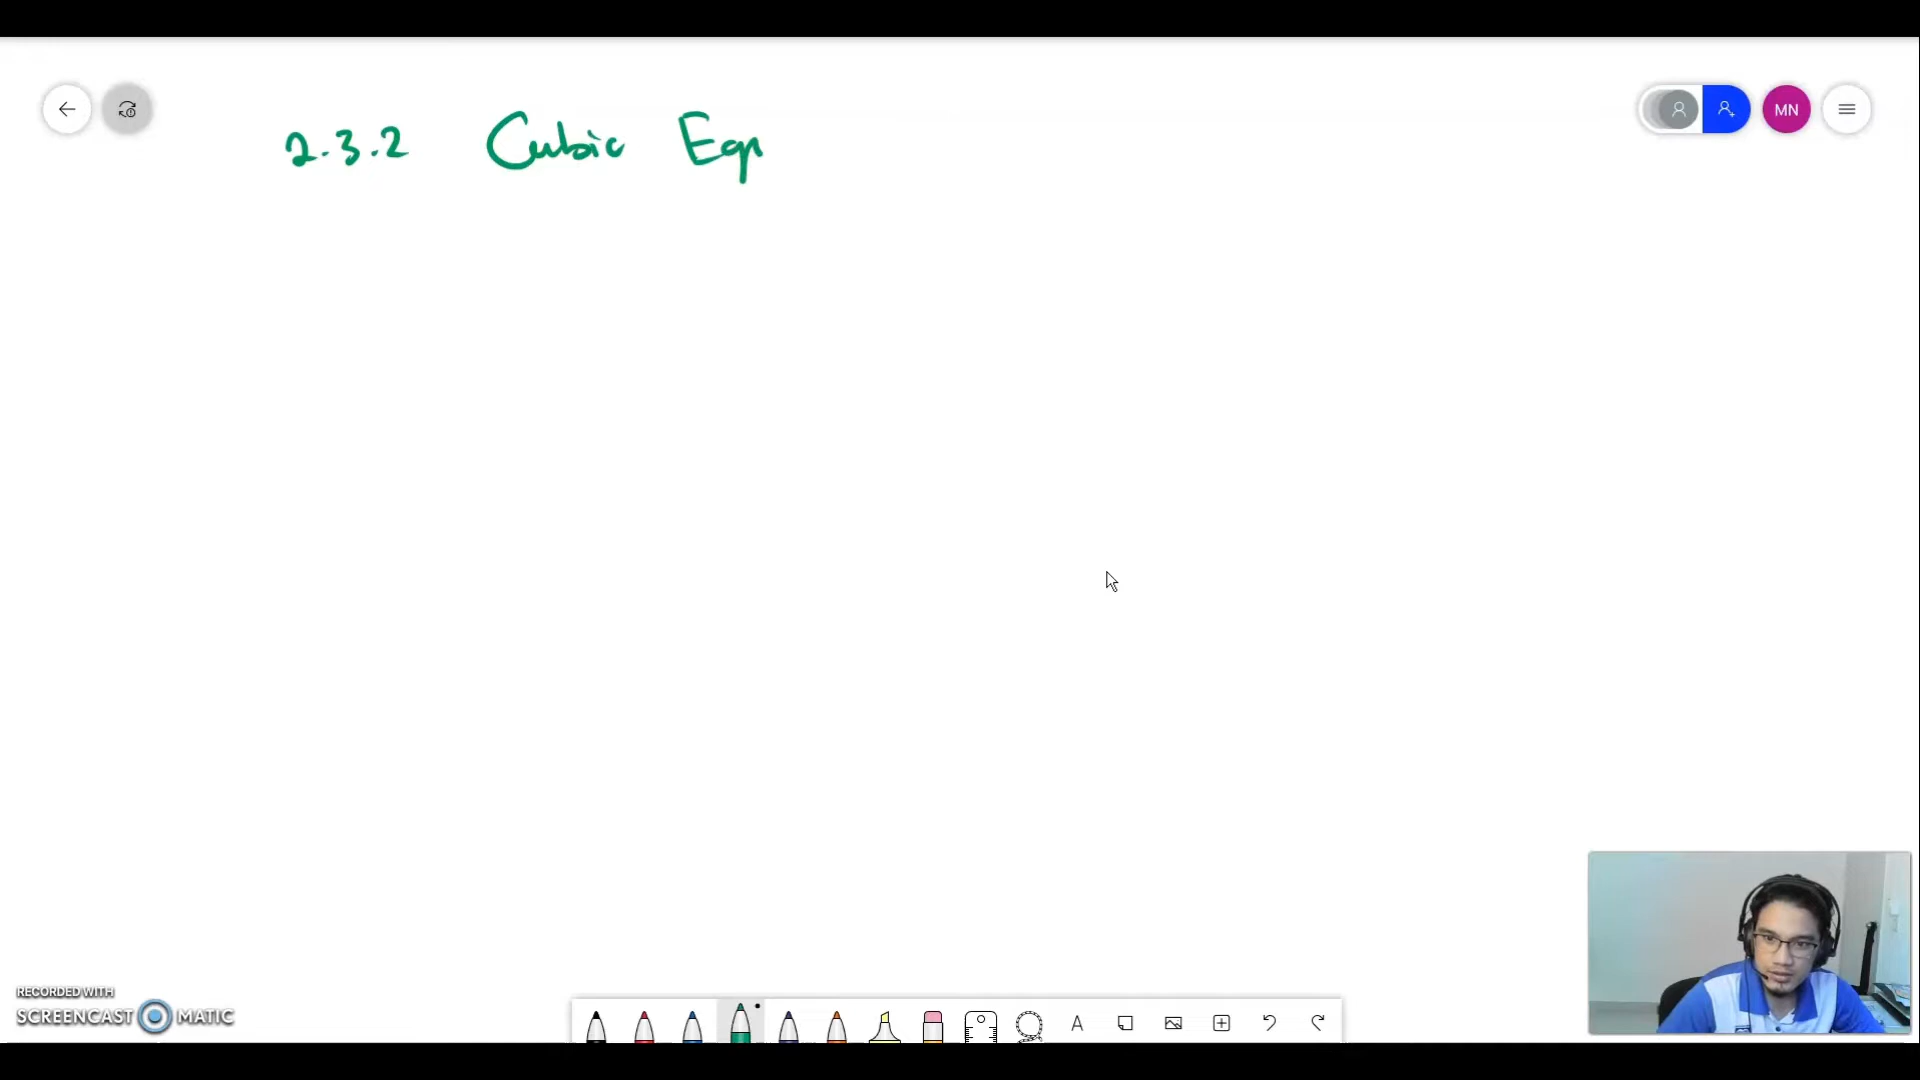 MN
2.3.2 Cubic Eqn
A
RECORDED WITH
SCREENCAST MATIC